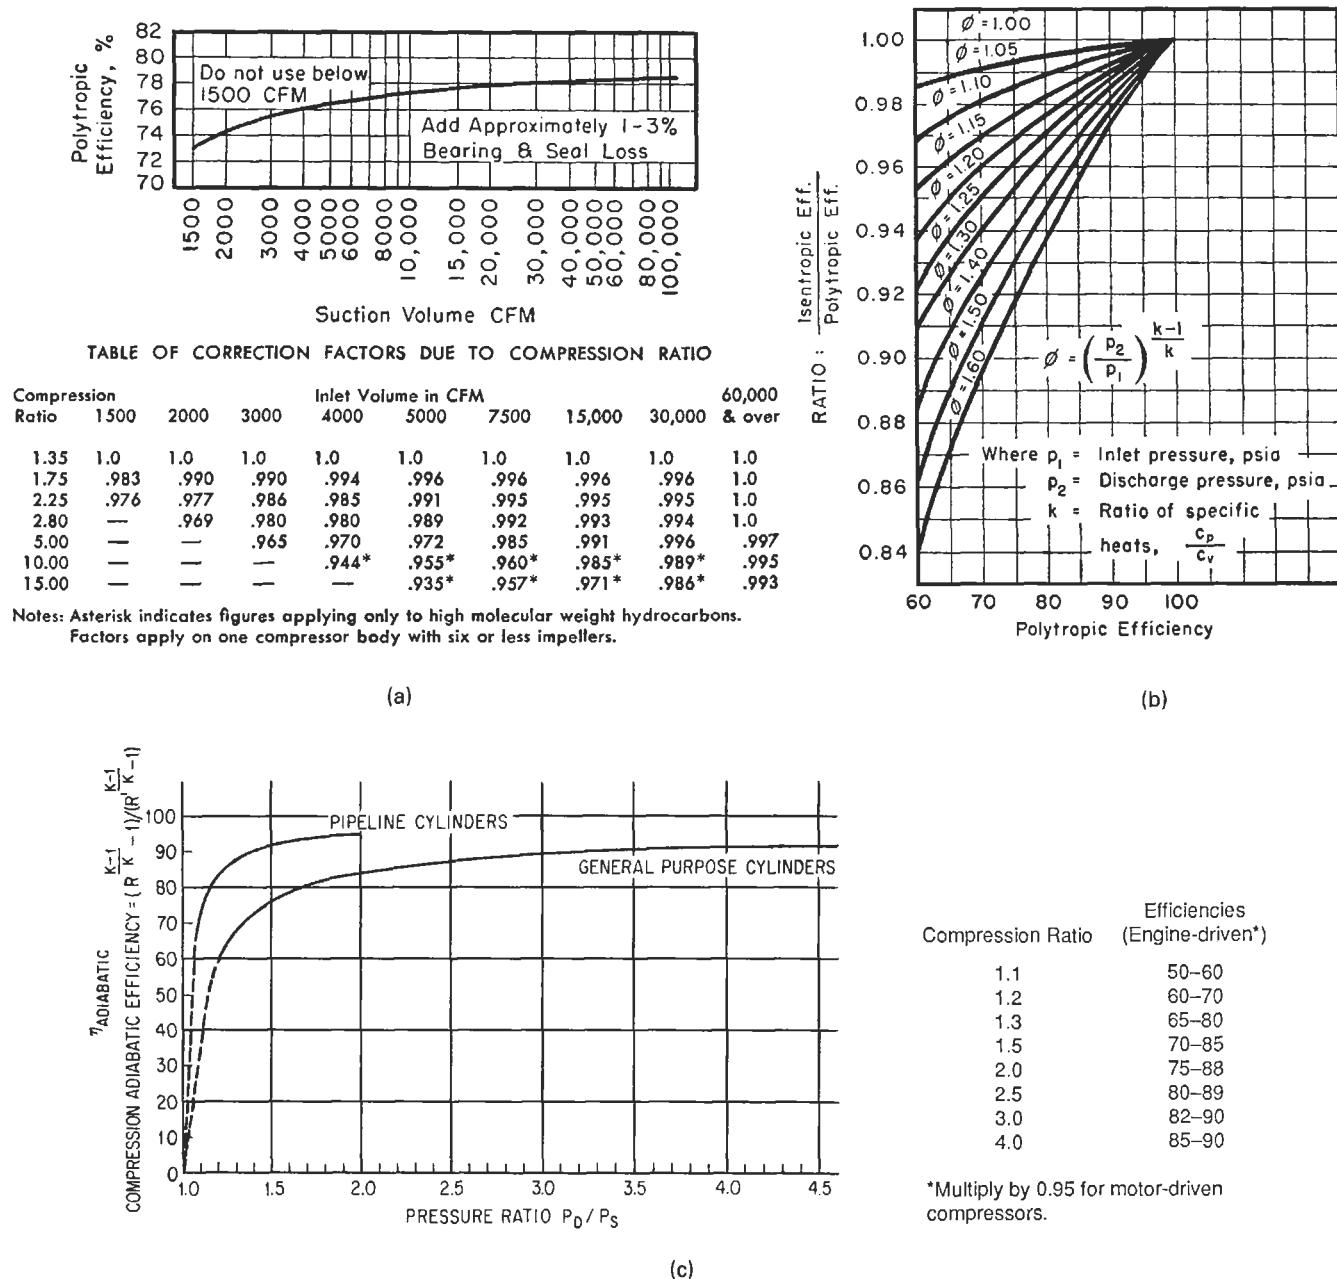 Polytropic
Efficiency, %
82
80
78
76
74
72
70
Do not use below
1500 CFM
Add Approximately 1-3%
Bearing & Seal Loss
1500
2000
3000
4000
5000
6000
8000
10,000
15,000
20,000
30,000
40,000
50,000
60,000
80,000
100,000
Suction Volume CFM
TABLE OF CORRECTION FACTORS DUE TO COMPRESSION RATIO
Compression Inlet Volume in CFM 60,000
Ratio 1500 2000 3000 4000 5000 7500 15,000 30,000 & over
1.35 1.0 1.0 1.0 1.0 1.0 1.0 1.0 1.0 1.0
1.75 .983 .990 .990 .994 .996 .996 .996 .996 1.0
2.25 .976 .977 .986 .985 .991 .995 .995 .995 1.0
2.80 — .969 .980 .980 .989 .992 .993 .994 1.0
5.00 — — .965 .970 .972 .985 .991 .996 .997
10.00 — — — .944* .955* .960* .985* .989* .995
15.00 — — — — .935* .957* .971* .986* .993
Notes: Asterisk indicates figures applying only to high molecular weight hydrocarbons.
Factors apply on one compressor body with six or less impellers.
(a)
RATIO: Isentropic Eff. / Polytropic Eff.
1.00
0.98
0.96
0.94
0.92
0.90
0.88
0.86
0.84
ø=1.00
ø=1.05
ø=1.10
ø=1.15
ø=1.20
ø=1.25
ø=1.30
ø=1.40
ø=1.50
ø=1.60
ø = (p2/p1)^((k-1)/k)
Where p1 = Inlet pressure, psia
p2 = Discharge pressure, psia
k = Ratio of specific
heats, Cp/Cv
60 70 80 90 100
Polytropic Efficiency
(b)
ηADIABATIC
COMPRESSION ADIABATIC EFFICIENCY = (R^((K-1)/K) -1)/(R'^((K-1)/K) -1)
100
90
80
70
60
50
40
30
20
10
0
PIPELINE CYLINDERS
GENERAL PURPOSE CYLINDERS
1.0 1.5 2.0 2.5 3.0 3.5 4.0 4.5
PRESSURE RATIO PD/PS
Efficiencies
Compression Ratio (Engine-driven*)
1.1 50–60
1.2 60–70
1.3 65–80
1.5 70–85
2.0 75–88
2.5 80–89
3.0 82–90
4.0 85–90
*Multiply by 0.95 for motor-driven
compressors.
(c)